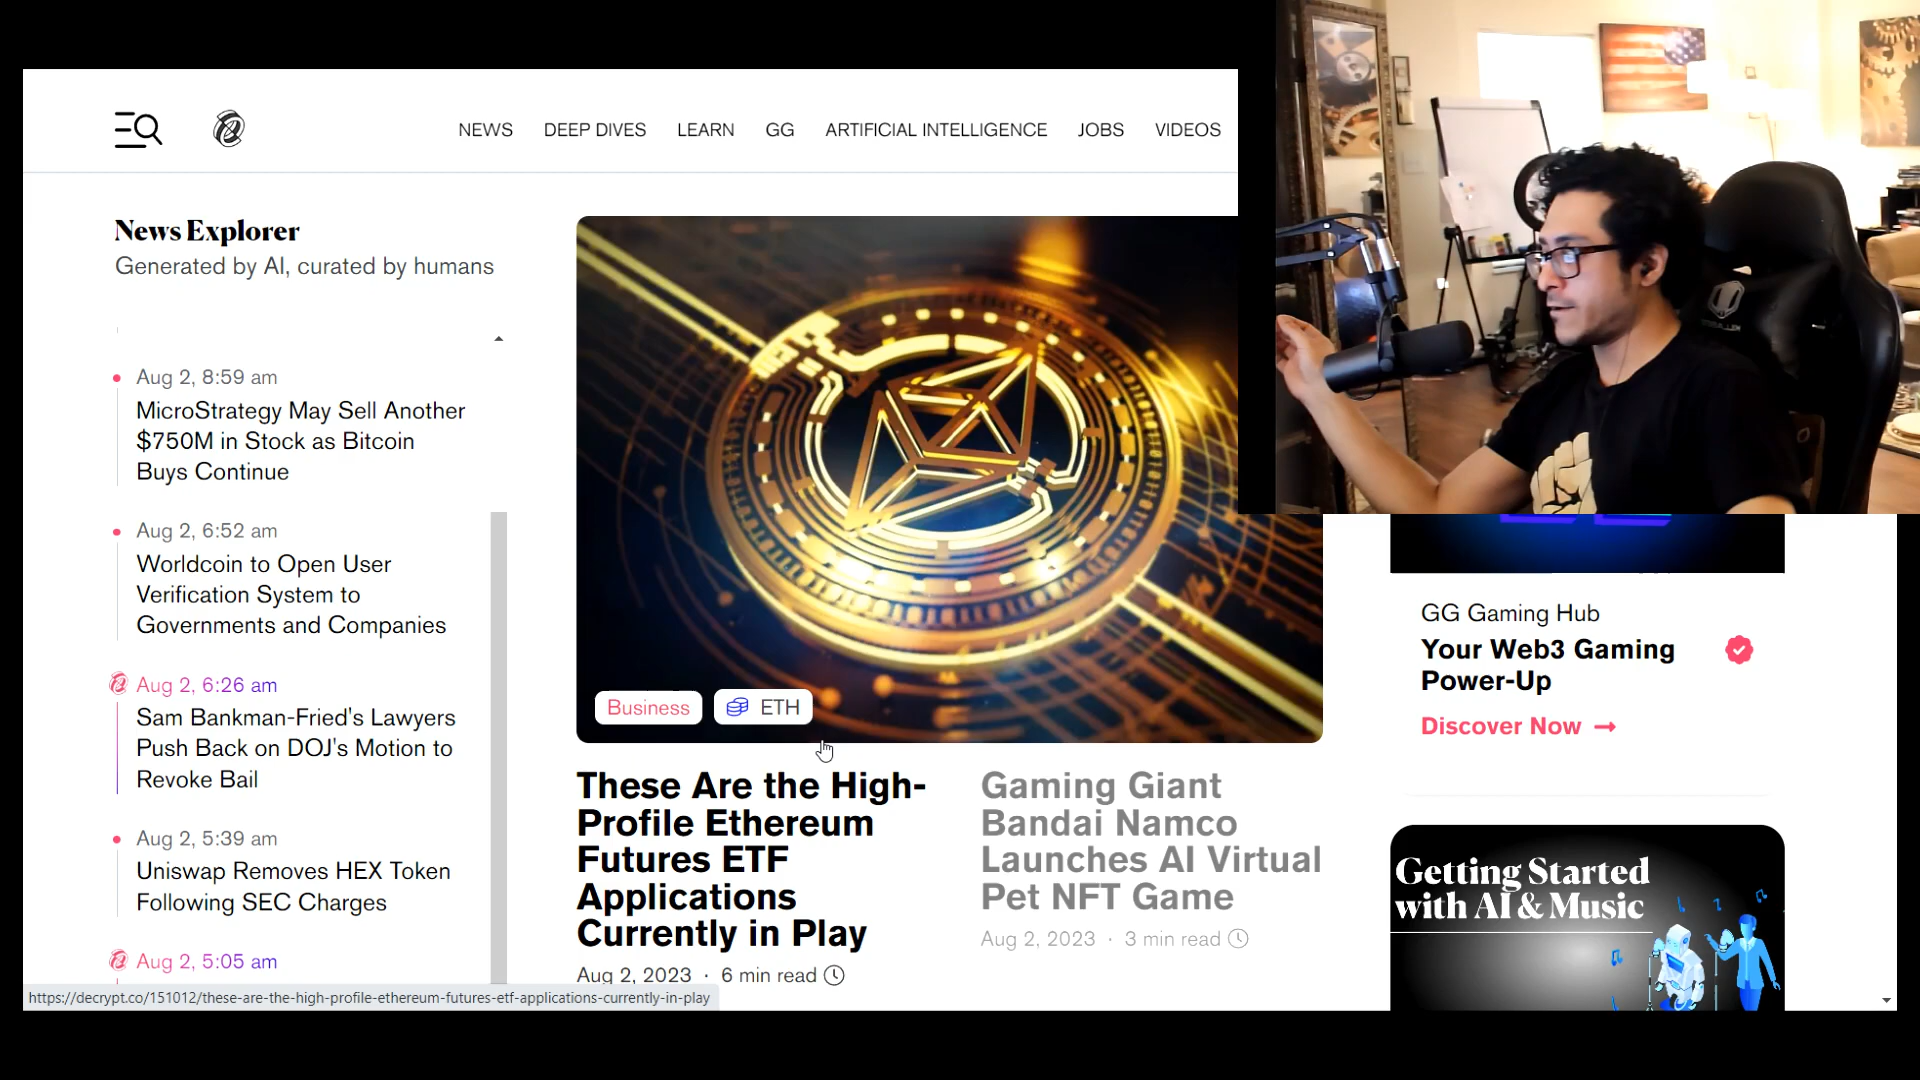 NEWS
DEEP DIVES
LEARN
GG
ARTIFICIAL INTELLIGENCE
JOBS
VIDEOS
News Explorer
Generated by AI, curated by humans
Aug 2, 8:59 am
MicroStrategy May Sell Another
$750M in Stock as Bitcoin
Buys Continue
Aug 2, 6:52 am
Worldcoin to Open User
Verification System to
Governments and Companies
Aug 2, 6:26 am
Sam Bankman-Fried's Lawyers
Push Back on DOJ's Motion to
Revoke Bail
Aug 2, 5:39 am
Uniswap Removes HEX Token
Following SEC Charges
Aug 2, 5:05 am
https://decrypt.co/151012/these-are-the-high-profile-ethereum-futures-etf-applications-currently-in-play
Business
ETH
These Are the High-
Profile Ethereum
Futures ETF
Applications
Currently in Play
Aug 2, 2023 · 6 min read
Gaming Giant
Bandai Namco
Launches AI Virtual
Pet NFT Game
Aug 2, 2023 · 3 min read
GG Gaming Hub
Your Web3 Gaming
Power-Up
Discover Now →
Getting Started
with AI & Music